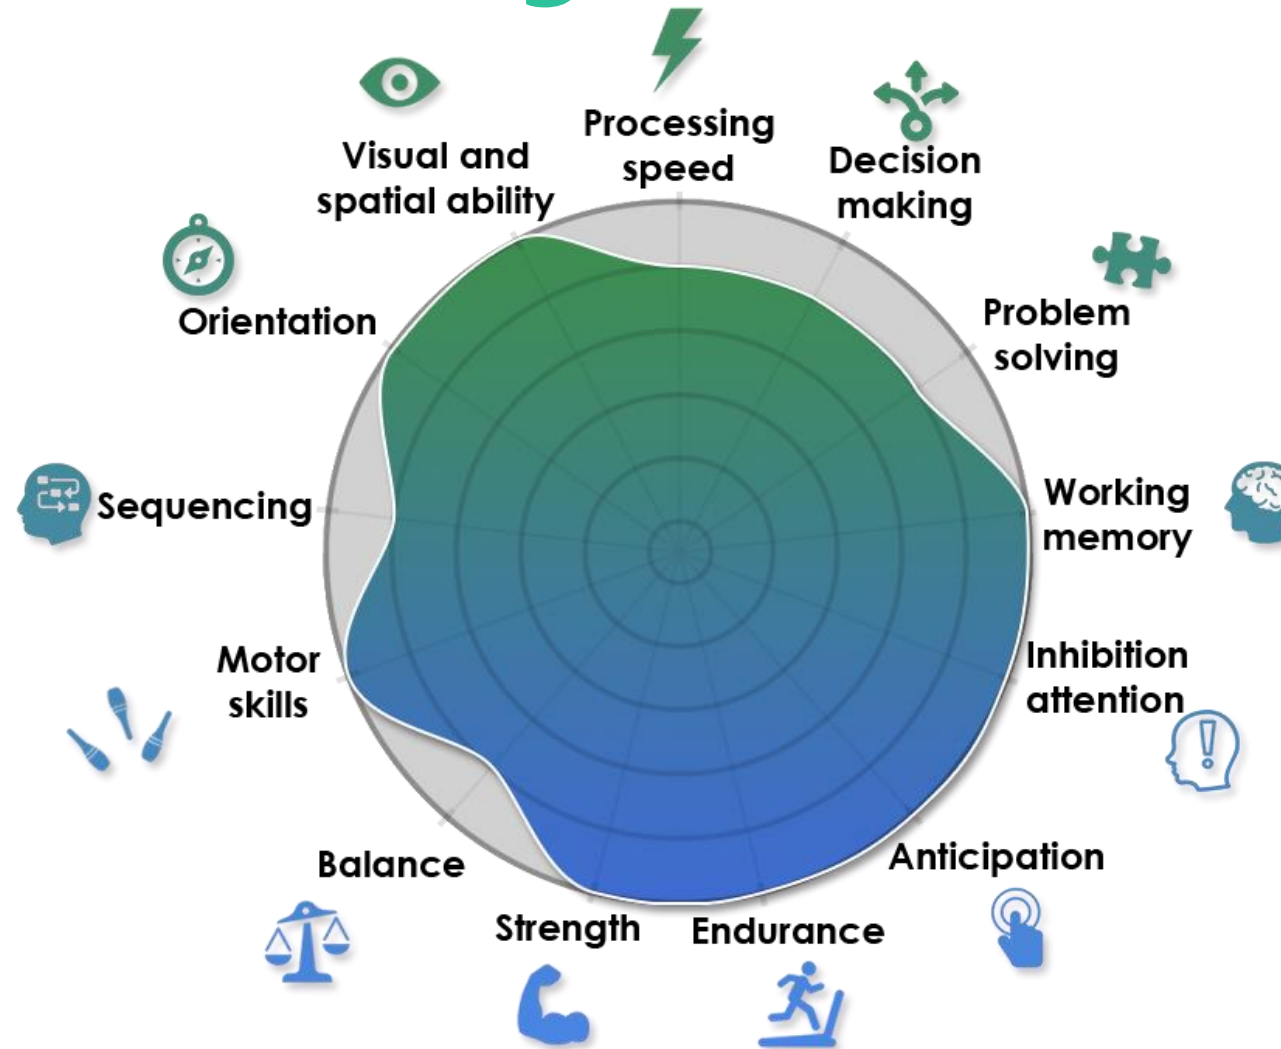 Processing
speed
Decision
making
Visual and
spatial ability
Problem
solving
Orientation
Working
memory
Sequencing
Inhibition
attention
Motor
skills
Anticipation
Balance
Strength
Endurance